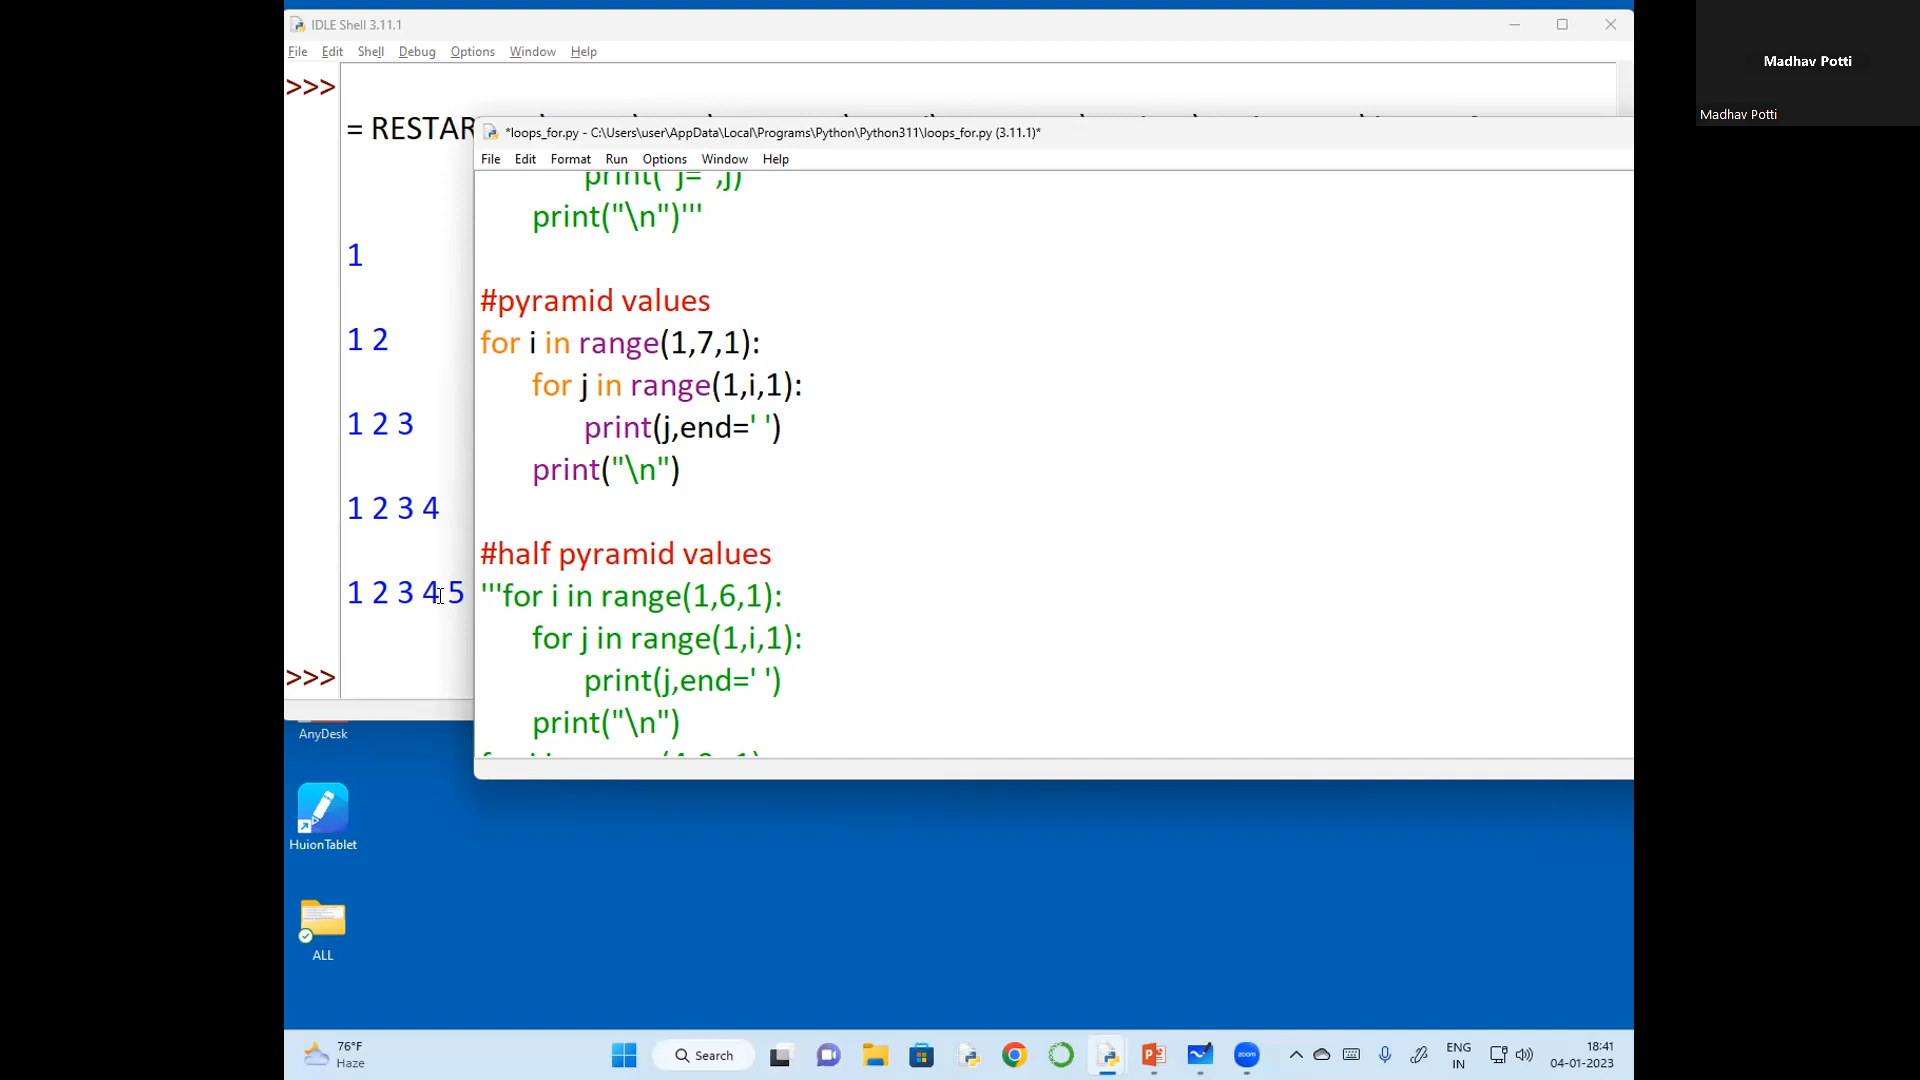 IDLE Shell 3.11.1
File Edit Shell Debug Options Window Help
>>>
= RESTAR
1
1 2
1 2 3
1 2 3 4
1 2 3 4 5
>>>
*loops_for.py - C:\Users\user\AppData\Local\Programs\Python\Python311\loops_for.py (3.11.1)*
File Edit Format Run Options Window Help
print(" j=" ,j)
print("\n")'''
#pyramid values
for i in range(1,7,1):
for j in range(1,i,1):
print(j,end=' ')
print("\n")
#half pyramid values
'''for i in range(1,6,1):
for j in range(1,i,1):
print(j,end=' ')
print("\n")
Madhav Potti
Madhav Potti
AnyDesk
HuionTablet
ALL
76°F
Haze
Search
zoom
ENG
IN
18:41
04-01-2023